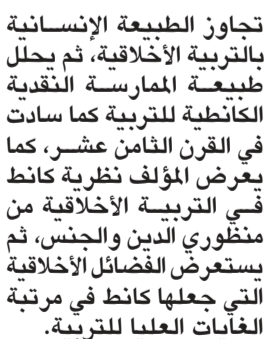 تجاوز الطبيعة الإنسانية
بالتربية الأخلاقية، ثم يحلل
طبيعة الممارسة النقدية
الكانطية للتربية كما سادت
في القرن الثامن عشر، كما
يعرض المؤلف نظرية كانط
في التربية الأخلاقية من
منظوري الدين والجنس، ثم
يستعرض الفضائل الأخلاقية
التي جعلها كانط في مرتبة
الغايات العليا للتربية.